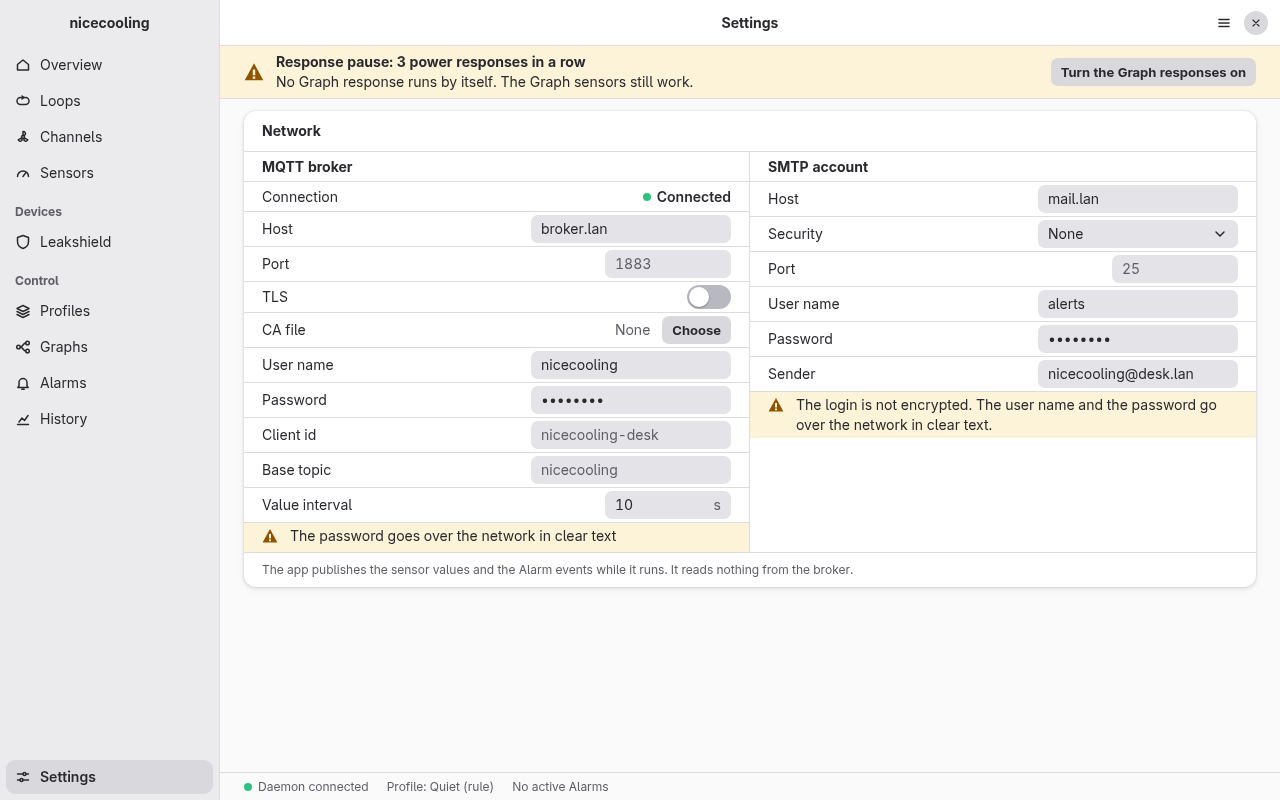 nicecooling
Settings
Overview
Loops
Channels
Sensors
Devices
Leakshield
Control
Profiles
Graphs
Alarms
History
Settings
Response pause: 3 power responses in a row
No Graph response runs by itself. The Graph sensors still work.
Turn the Graph responses on
Network
MQTT broker
Connection Connected
Host broker.lan
Port 1883
TLS
CA file None Choose
User name nicecooling
Password ••••••••
Client id nicecooling-desk
Base topic nicecooling
Value interval 10 s
The password goes over the network in clear text
SMTP account
Host mail.lan
Security None
Port 25
User name alerts
Password ••••••••
Sender nicecooling@desk.lan
The login is not encrypted. The user name and the password go
over the network in clear text.
The app publishes the sensor values and the Alarm events while it runs. It reads nothing from the broker.
Daemon connected Profile: Quiet (rule) No active Alarms